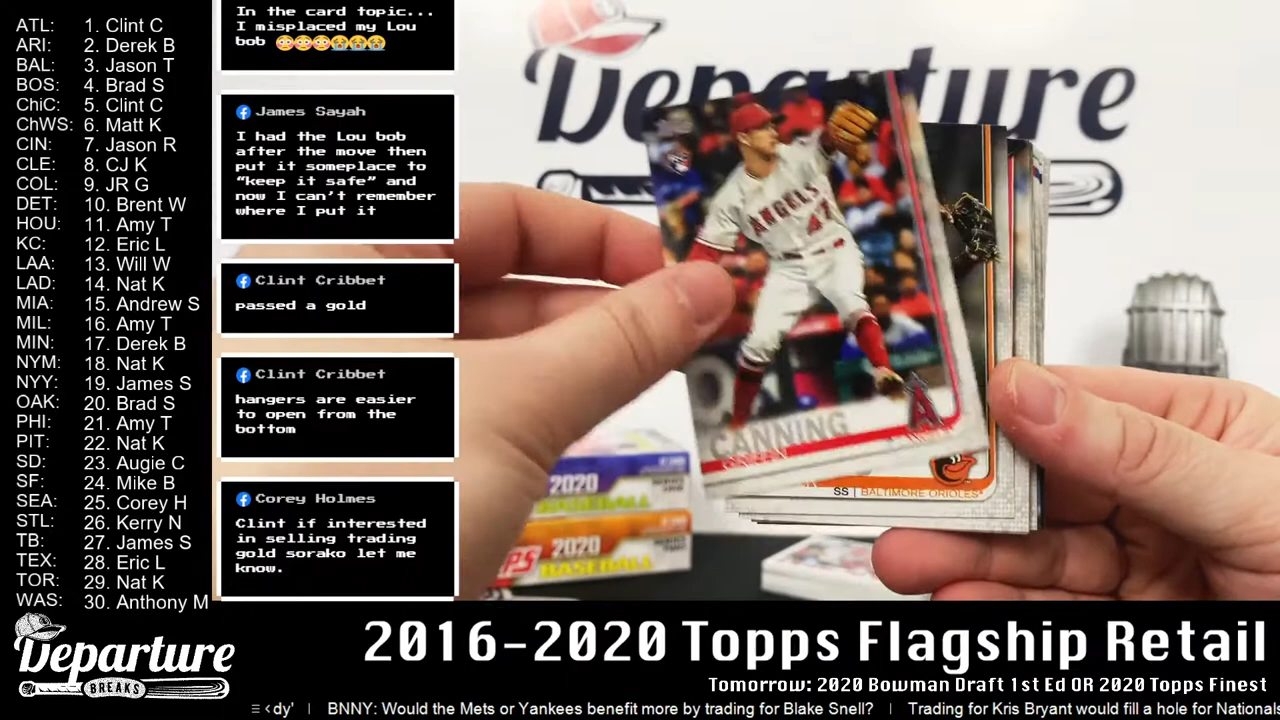 ATL: 1. Clint C
ARI: 2. Derek B
BAL: 3. Jason T
BOS: 4. Brad S
ChiC: 5. Clint C
ChWS: 6. Matt K
CIN: 7. Jason R
CLE: 8. CJ K
COL: 9. JR G
DET: 10. Brent W
HOU: 11. Amy T
KC: 12. Eric L
LAA: 13. Will W
LAD: 14. Nat K
MIA: 15. Andrew S
MIL: 16. Amy T
MIN: 17. Derek B
NYM: 18. Nat K
NYY: 19. James S
OAK: 20. Brad S
PHI: 21. Amy T
PIT: 22. Nat K
SD: 23. Augie C
SF: 24. Mike B
SEA: 25. Corey H
STL: 26. Kerry N
TB: 27. James S
TEX: 28. Eric L
TOR: 29. Nat K
WAS: 30. Anthony M
In the card topic...
I misplaced my Lou
bob 😳😳😳😭😭😭
James Sayah
I had the Lou bob
after the move then
put it someplace to
“keep it safe” and
now I can’t remember
where I put it
Clint Cribbet
passed a gold
Clint Cribbet
hangers are easier
to open from the
bottom
Corey Holmes
Clint if interested
in selling trading
gold sorako let me
know.
Departure
ANGELS
47
CANNING
SS | BALTIMORE ORIOLES
2020
2020
BASEBALL
Departure
BREAKS
2016-2020 Topps Flagship Retail
Tomorrow: 2020 Bowman Draft 1st Ed OR 2020 Topps Finest
dy' | BNNY: Would the Mets or Yankees benefit more by trading for Blake Snell? | Trading for Kris Bryant would fill a hole for Nationals